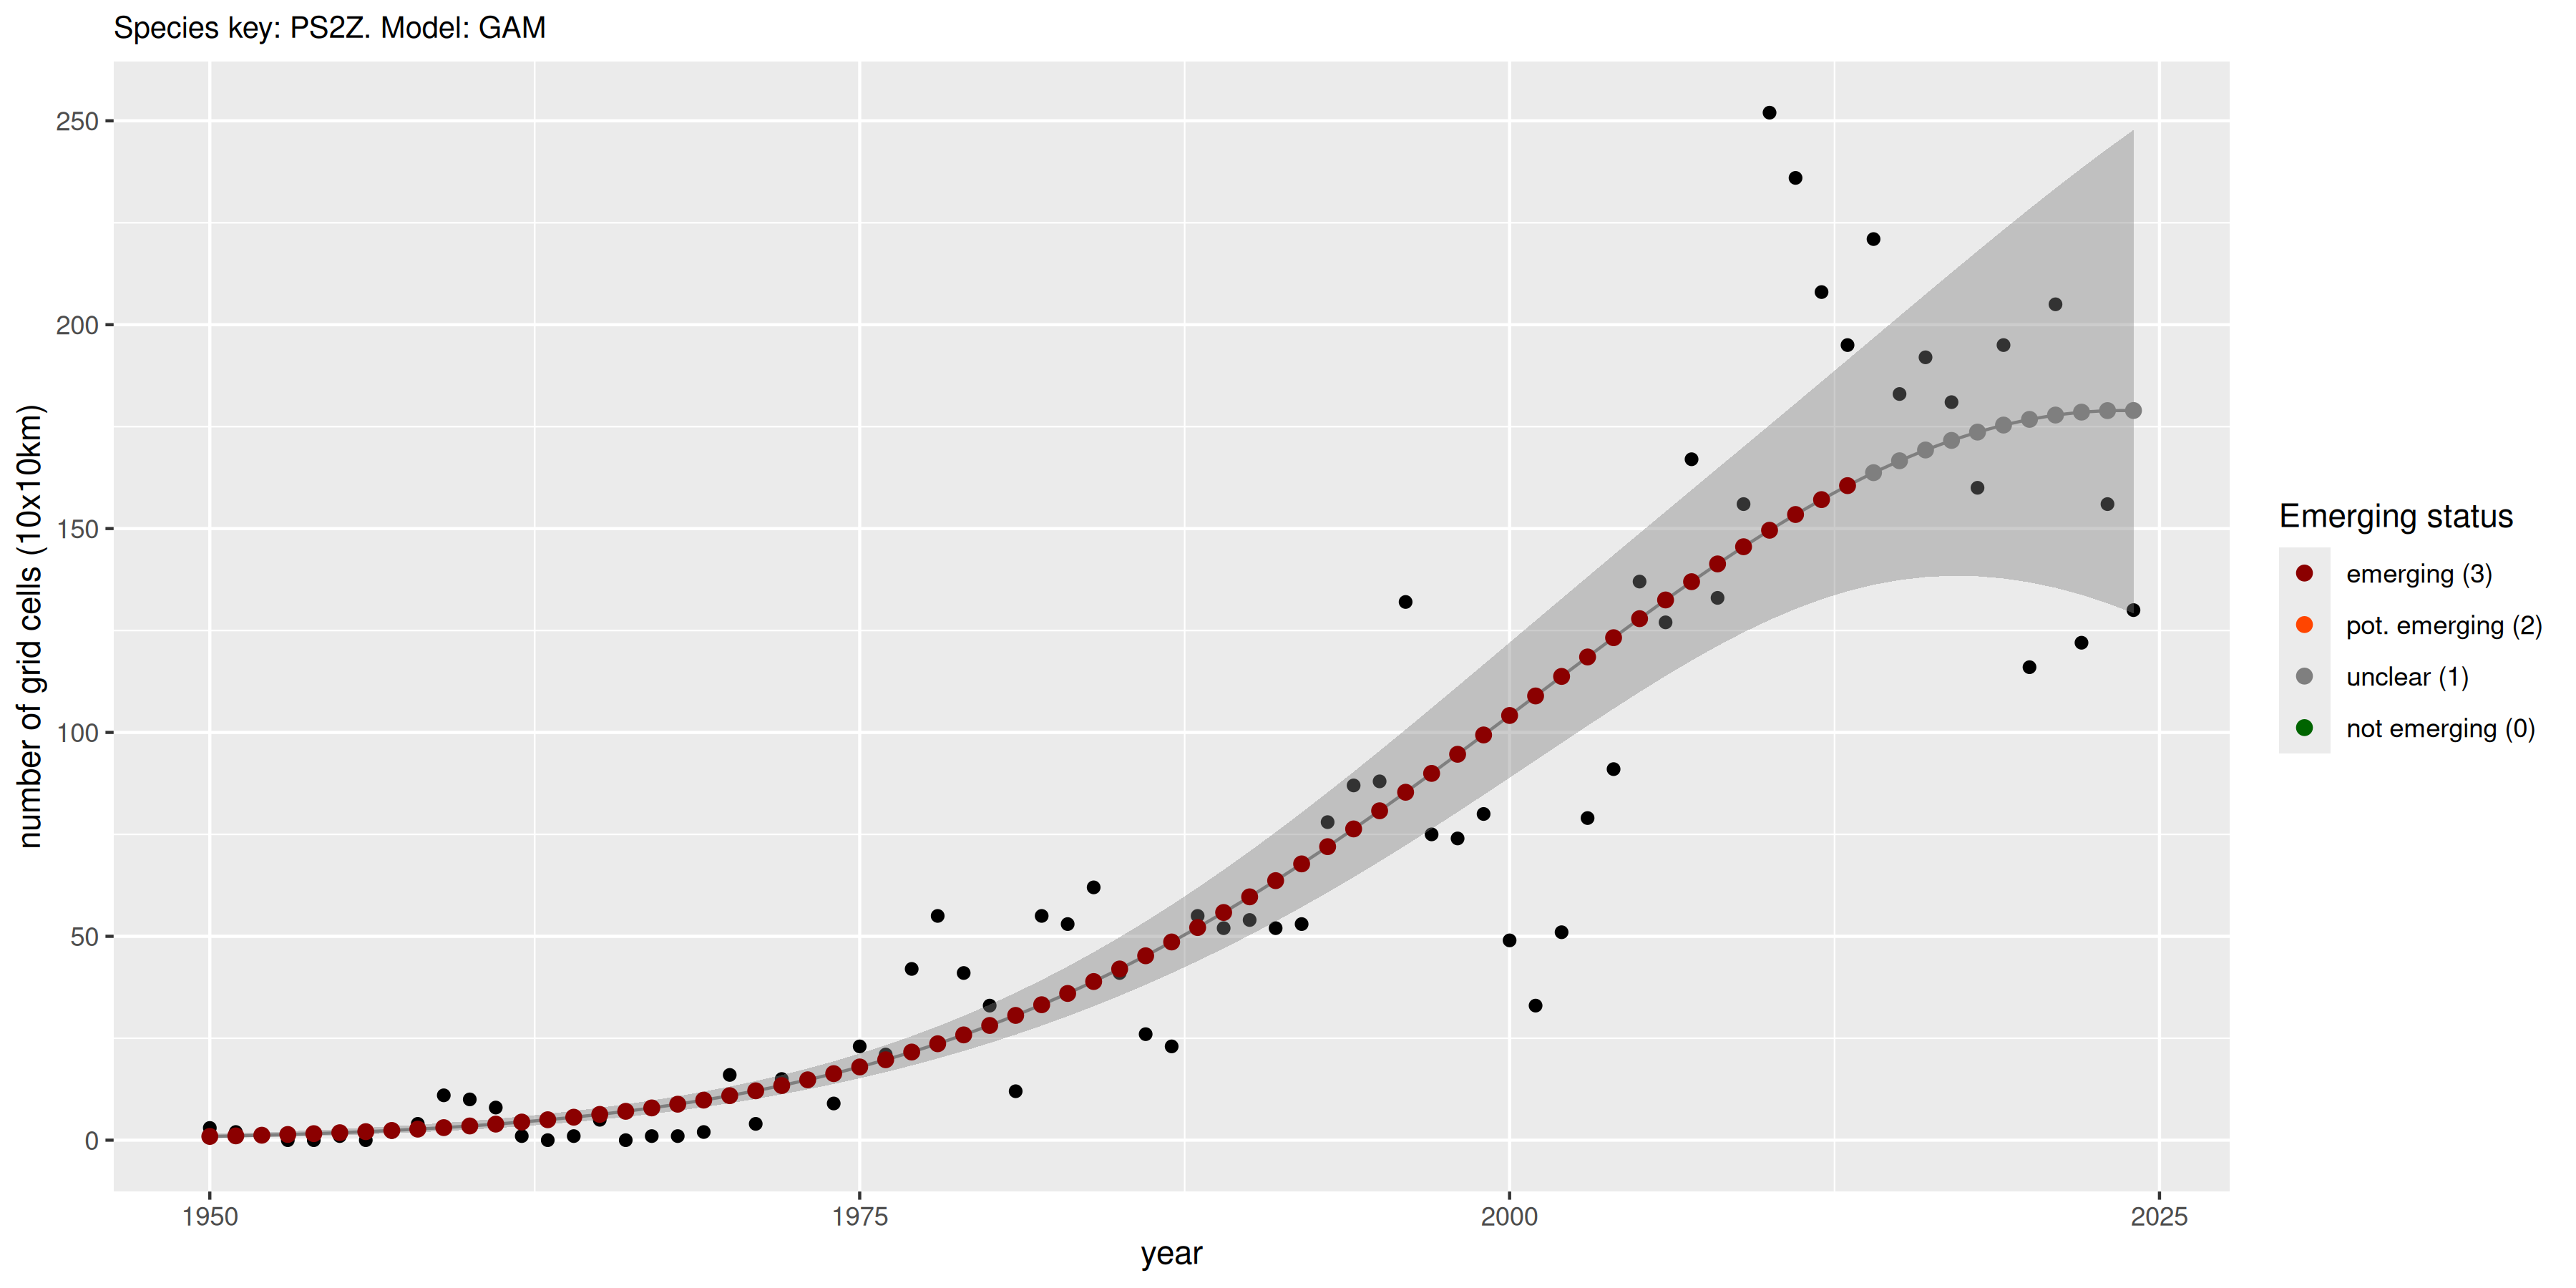 Species key: PS2Z. Model: GAM
250
200
150
100
50
0
number of grid cells (10x10km)
1950
1975
2000
2025
year
Emerging status
emerging (3)
pot. emerging (2)
unclear (1)
not emerging (0)